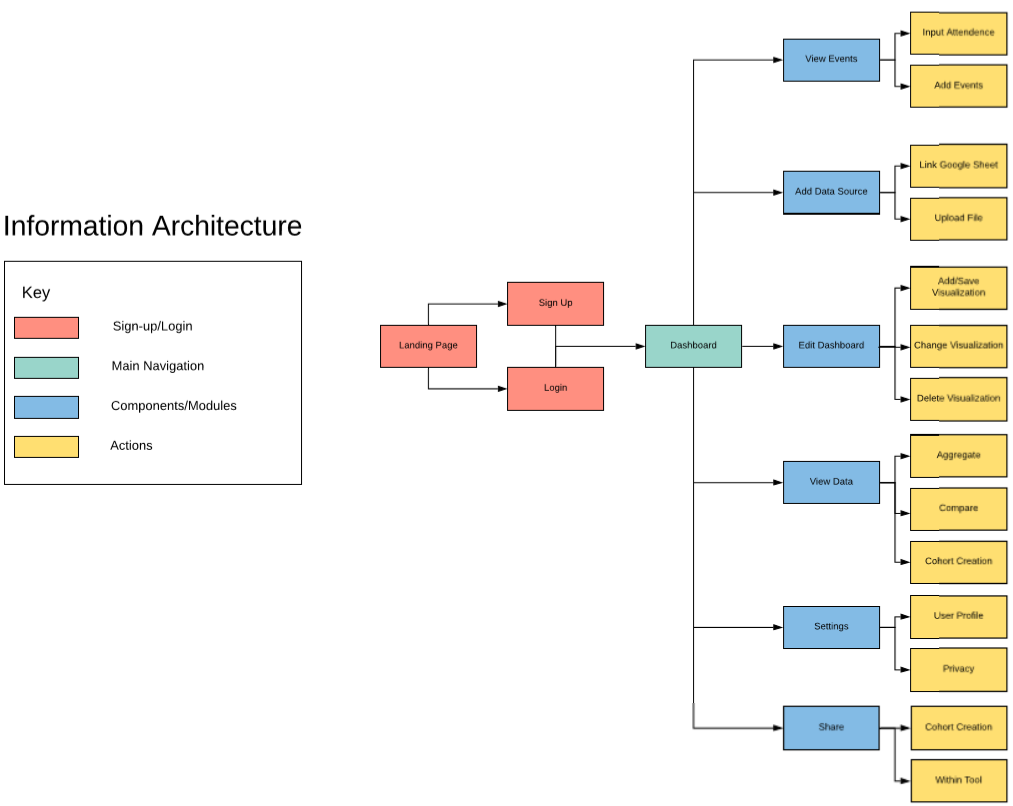 Information Architecture
Key
Sign-up/Login
Main Navigation
Components/Modules
Actions
Landing Page
Sign Up
Login
Dashboard
View Events
Input Attendence
Add Events
Add Data Source
Link Google Sheet
Upload File
Edit Dashboard
Add/Save
Visualization
Change Visualization
Delete Visualization
View Data
Aggregate
Compare
Cohort Creation
Settings
User Profile
Privacy
Share
Cohort Creation
Within Tool